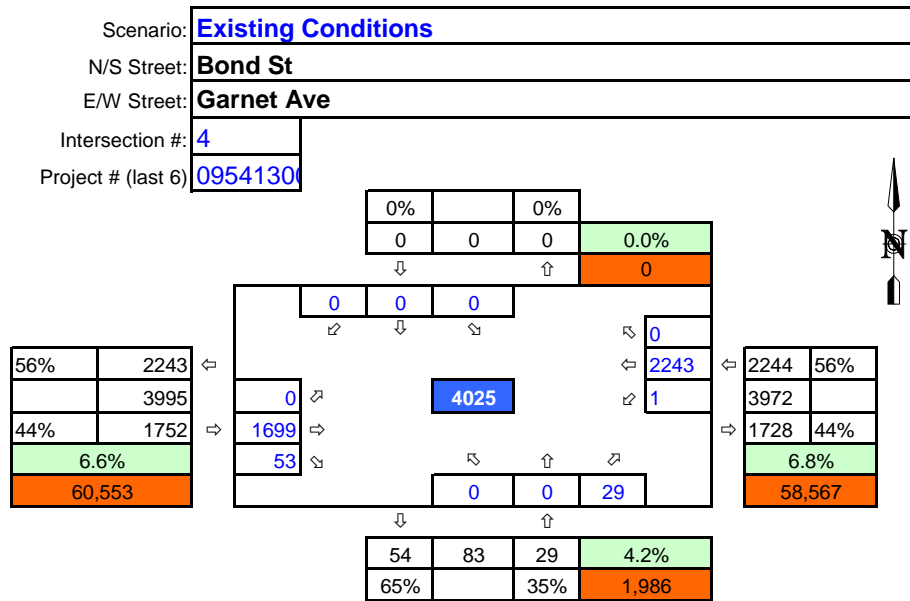 Scenario: Existing Conditions
N/S Street: Bond St
E/W Street: Garnet Ave
Intersection #: 4
Project # (last 6) 09541300
N
0% 0%
0 0 0 0.0%
⇩ ⇧ 0
0 0 0
⬃ ⇩ ⬂
⬁ 0
56% 2243 ⇦ ⇦ 2243 ⇦ 2244 56%
3995 0 ⬀ 4025 ⬃ 1 3972
44% 1752 ⇨ 1699 ⇨ ⇨ 1728 44%
6.6% 53 ⬂ ⬁ ⇧ ⬀ 6.8%
60,553 0 0 29 58,567
⇩ ⇧
54 83 29 4.2%
65% 35% 1,986